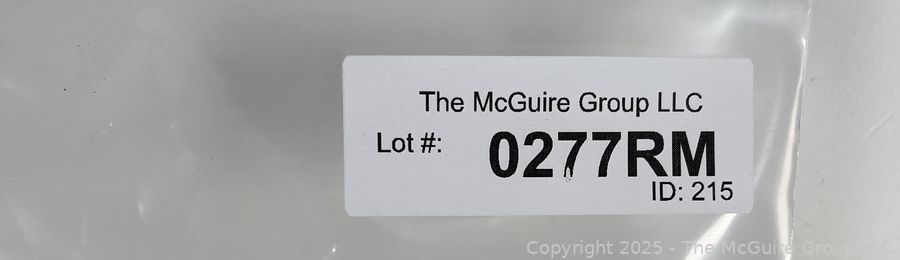 The McGuire Group LLC
Lot #: 0277RM
ID: 215
Copyright 2025 - The McGuire Group